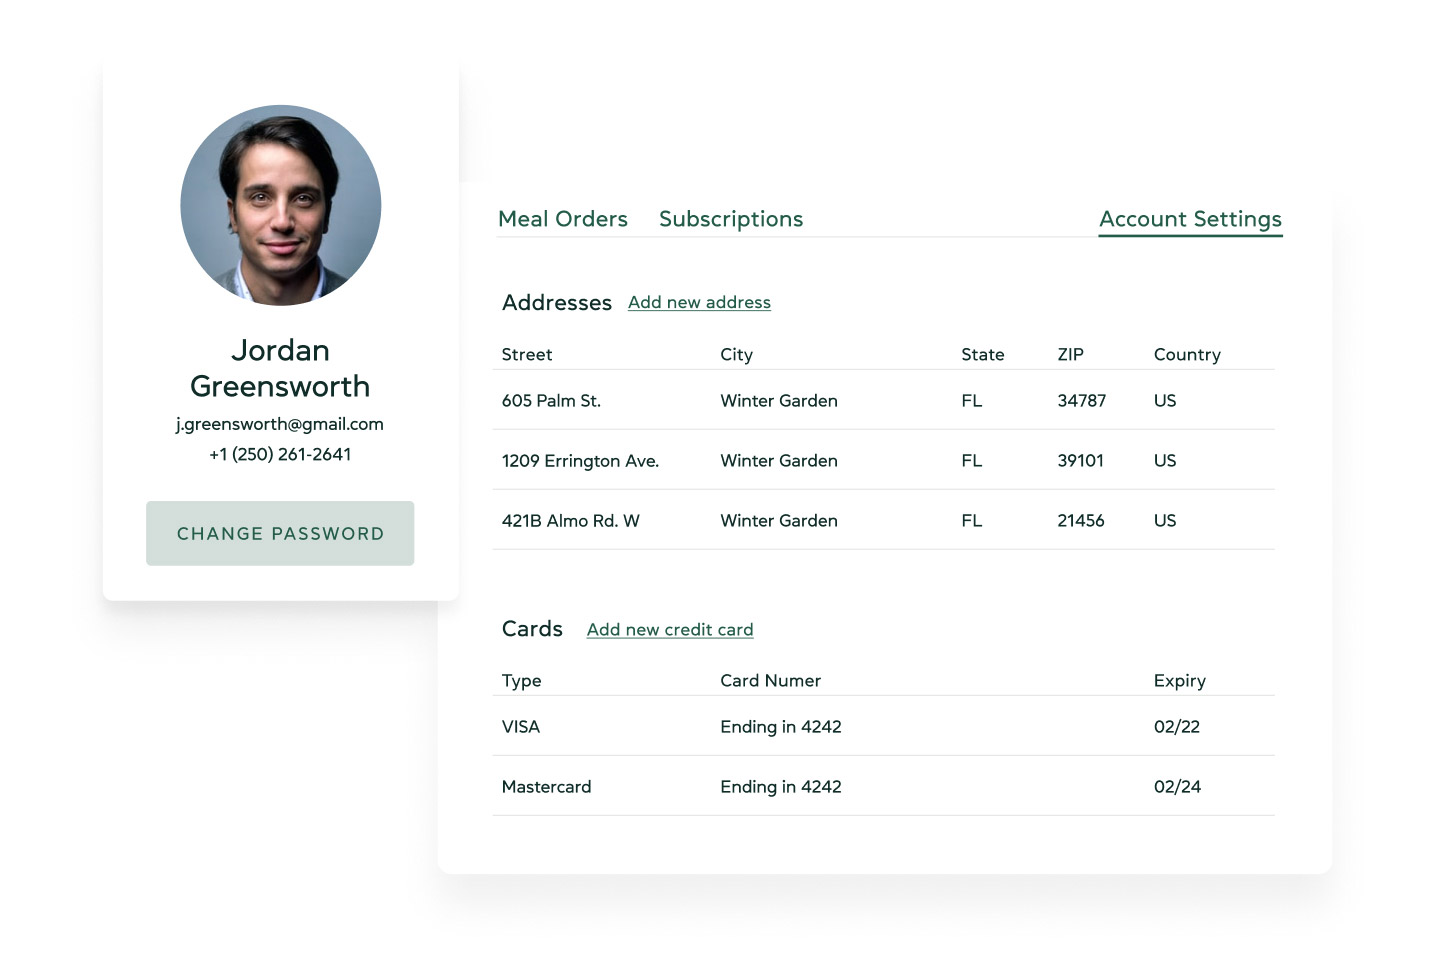 Jordan
Greensworth
j.greensworth@gmail.com
+1 (250) 261-2641
CHANGE PASSWORD
Meal Orders Subscriptions Account Settings
Addresses Add new address
Street City State ZIP Country
605 Palm St. Winter Garden FL 34787 US
1209 Errington Ave. Winter Garden FL 39101 US
421B Almo Rd. W Winter Garden FL 21456 US
Cards Add new credit card
Type Card Numer Expiry
VISA Ending in 4242 02/22
Mastercard Ending in 4242 02/24